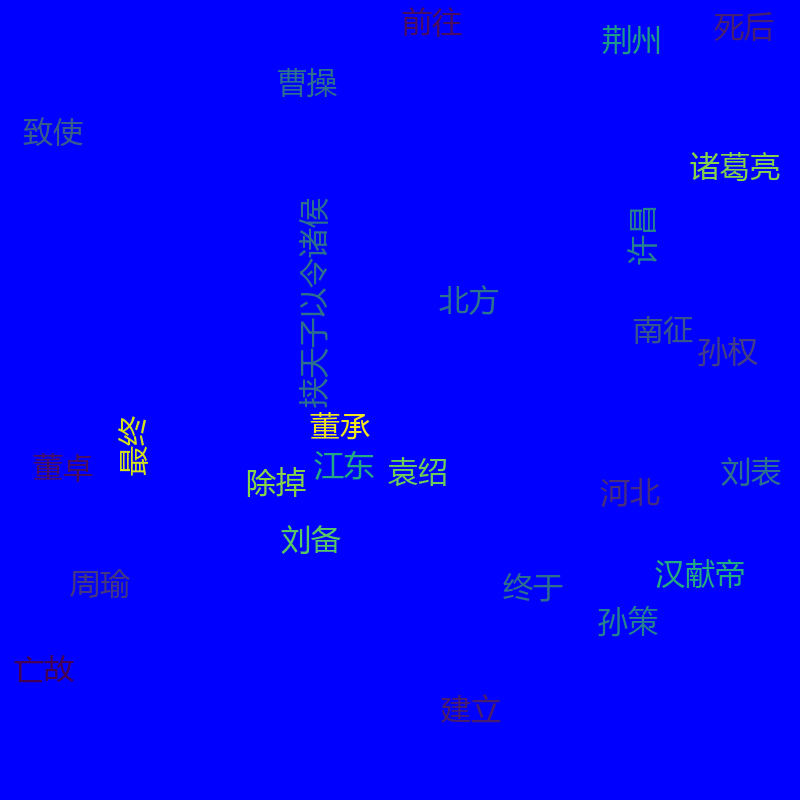 前往
死后
荆州
曹操
致使
诸葛亮
挟天子以令诸侯
许昌
北方
南征
孙权
董承
最终
董卓
江东
袁绍
除掉
刘表
河北
刘备
周瑜
终于
汉献帝
孙策
亡故
建立